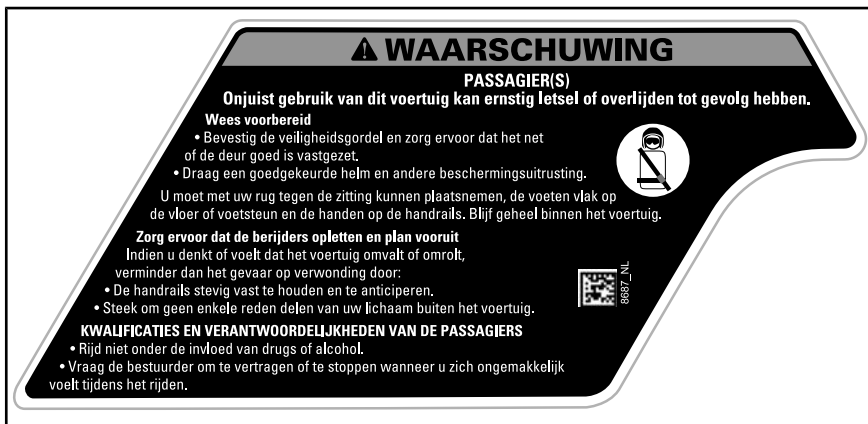 WAARSCHUWING
PASSAGIER(S)
Onjuist gebruik van dit voertuig kan ernstig letsel of overlijden tot gevolg hebben.
Wees voorbereid
• Bevestig de veiligheidsgordel en zorg ervoor dat het net
of de deur goed is vastgezet.
• Draag een goedgekeurde helm en andere beschermingsuitrusting.
U moet met uw rug tegen de zitting kunnen plaatsnemen, de voeten vlak op
de vloer of voetsteun en de handen op de handrails. Blijf geheel binnen het voertuig.
Zorg ervoor dat de berijders opletten en plan vooruit
Indien u denkt of voelt dat het voertuig omvalt of omrolt,
verminder dan het gevaar op verwonding door:
• De handrails stevig vast te houden en te anticiperen.
• Steek om geen enkele reden delen van uw lichaam buiten het voertuig.
8687_NL
KWALIFICATIES EN VERANTWOORDELIJKHEDEN VAN DE PASSAGIERS
• Rijd niet onder de invloed van drugs of alcohol.
• Vraag de bestuurder om te vertragen of te stoppen wanneer u zich ongemakkelijk
voelt tijdens het rijden.